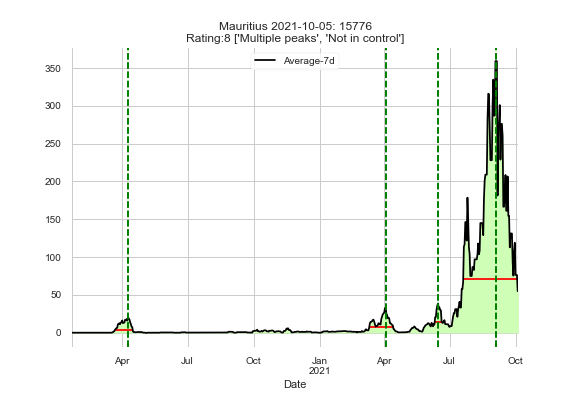 Mauritius 2021-10-05: 15776
Rating:8 ['Multiple peaks', 'Not in control']
Average-7d
350
300
250
200
150
100
50
0
Apr Jul Oct Jan Apr Jul Oct
2021
Date